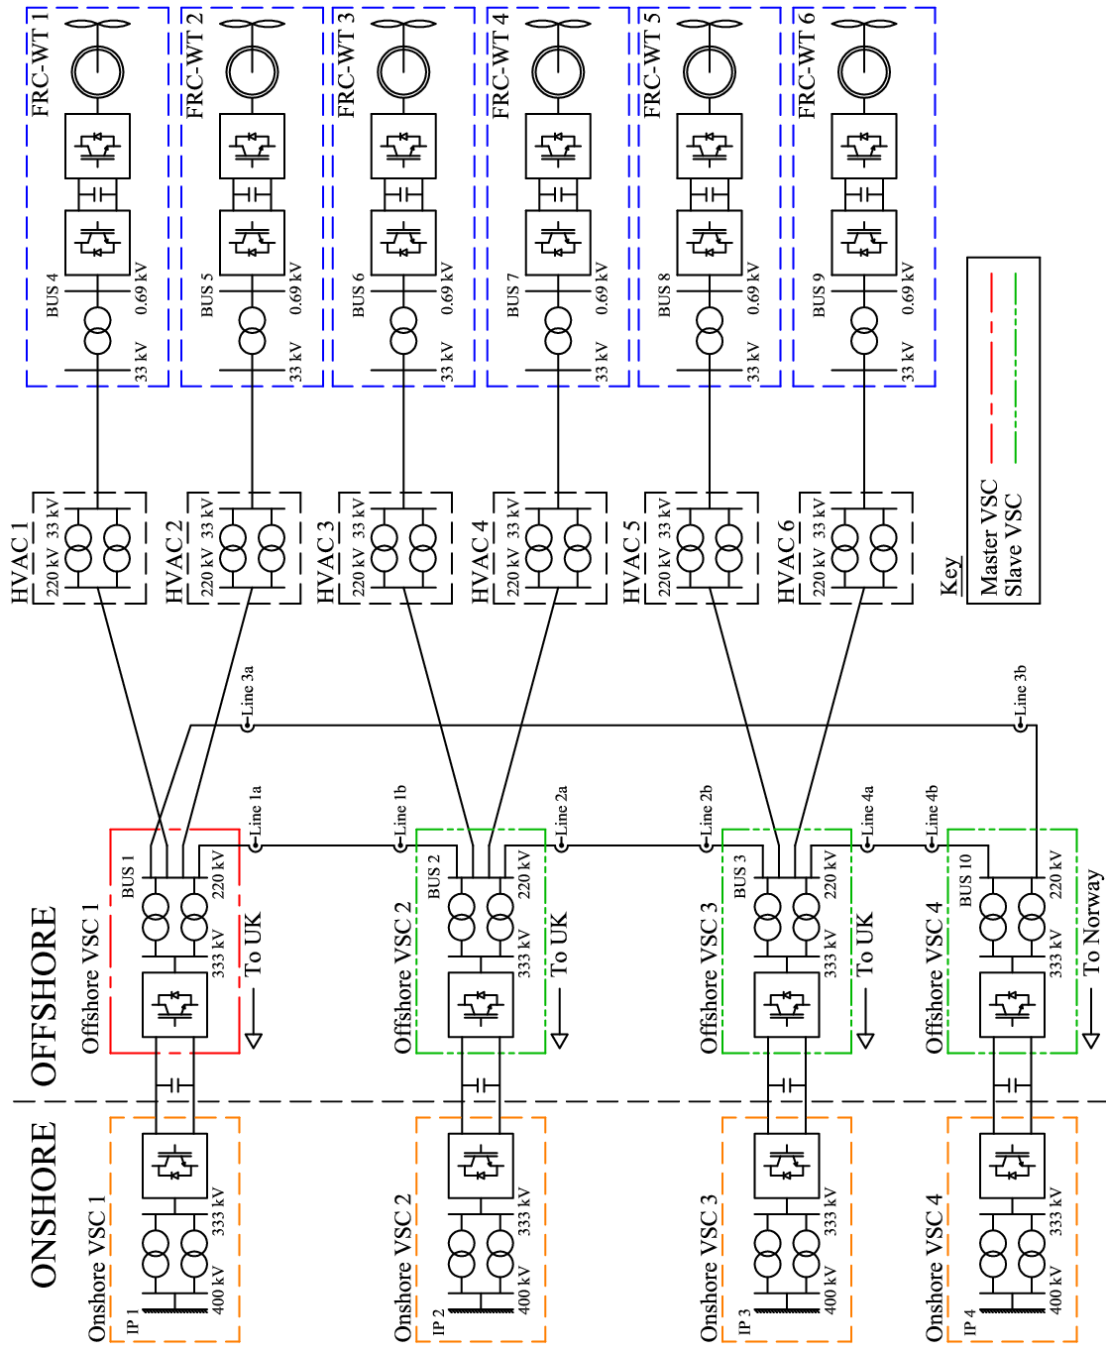 ONSHORE
OFFSHORE
Onshore VSC 1
IP 1
400 kV
333 kV
Offshore VSC 1
BUS 1
333 kV
220 kV
To UK
Onshore VSC 2
IP 2
400 kV
333 kV
Offshore VSC 2
BUS 2
333 kV
220 kV
To UK
Onshore VSC 3
IP 3
400 kV
333 kV
Offshore VSC 3
BUS 3
333 kV
220 kV
To UK
Onshore VSC 4
IP 4
400 kV
333 kV
Offshore VSC 4
BUS 10
333 kV
220 kV
To Norway
Line 1a
Line 1b
Line 2a
Line 2b
Line 4a
Line 4b
Line 3a
Line 3b
HVAC 1
220 kV 33 kV
HVAC 2
220 kV 33 kV
HVAC 3
220 kV 33 kV
HVAC 4
220 kV 33 kV
HVAC 5
220 kV 33 kV
HVAC 6
220 kV 33 kV
FRC-WT 1
BUS 4
33 kV
0.69 kV
FRC-WT 2
BUS 5
33 kV
0.69 kV
FRC-WT 3
BUS 6
33 kV
0.69 kV
FRC-WT 4
BUS 7
33 kV
0.69 kV
FRC-WT 5
BUS 8
33 kV
0.69 kV
FRC-WT 6
BUS 9
33 kV
0.69 kV
Key
Master VSC
Slave VSC